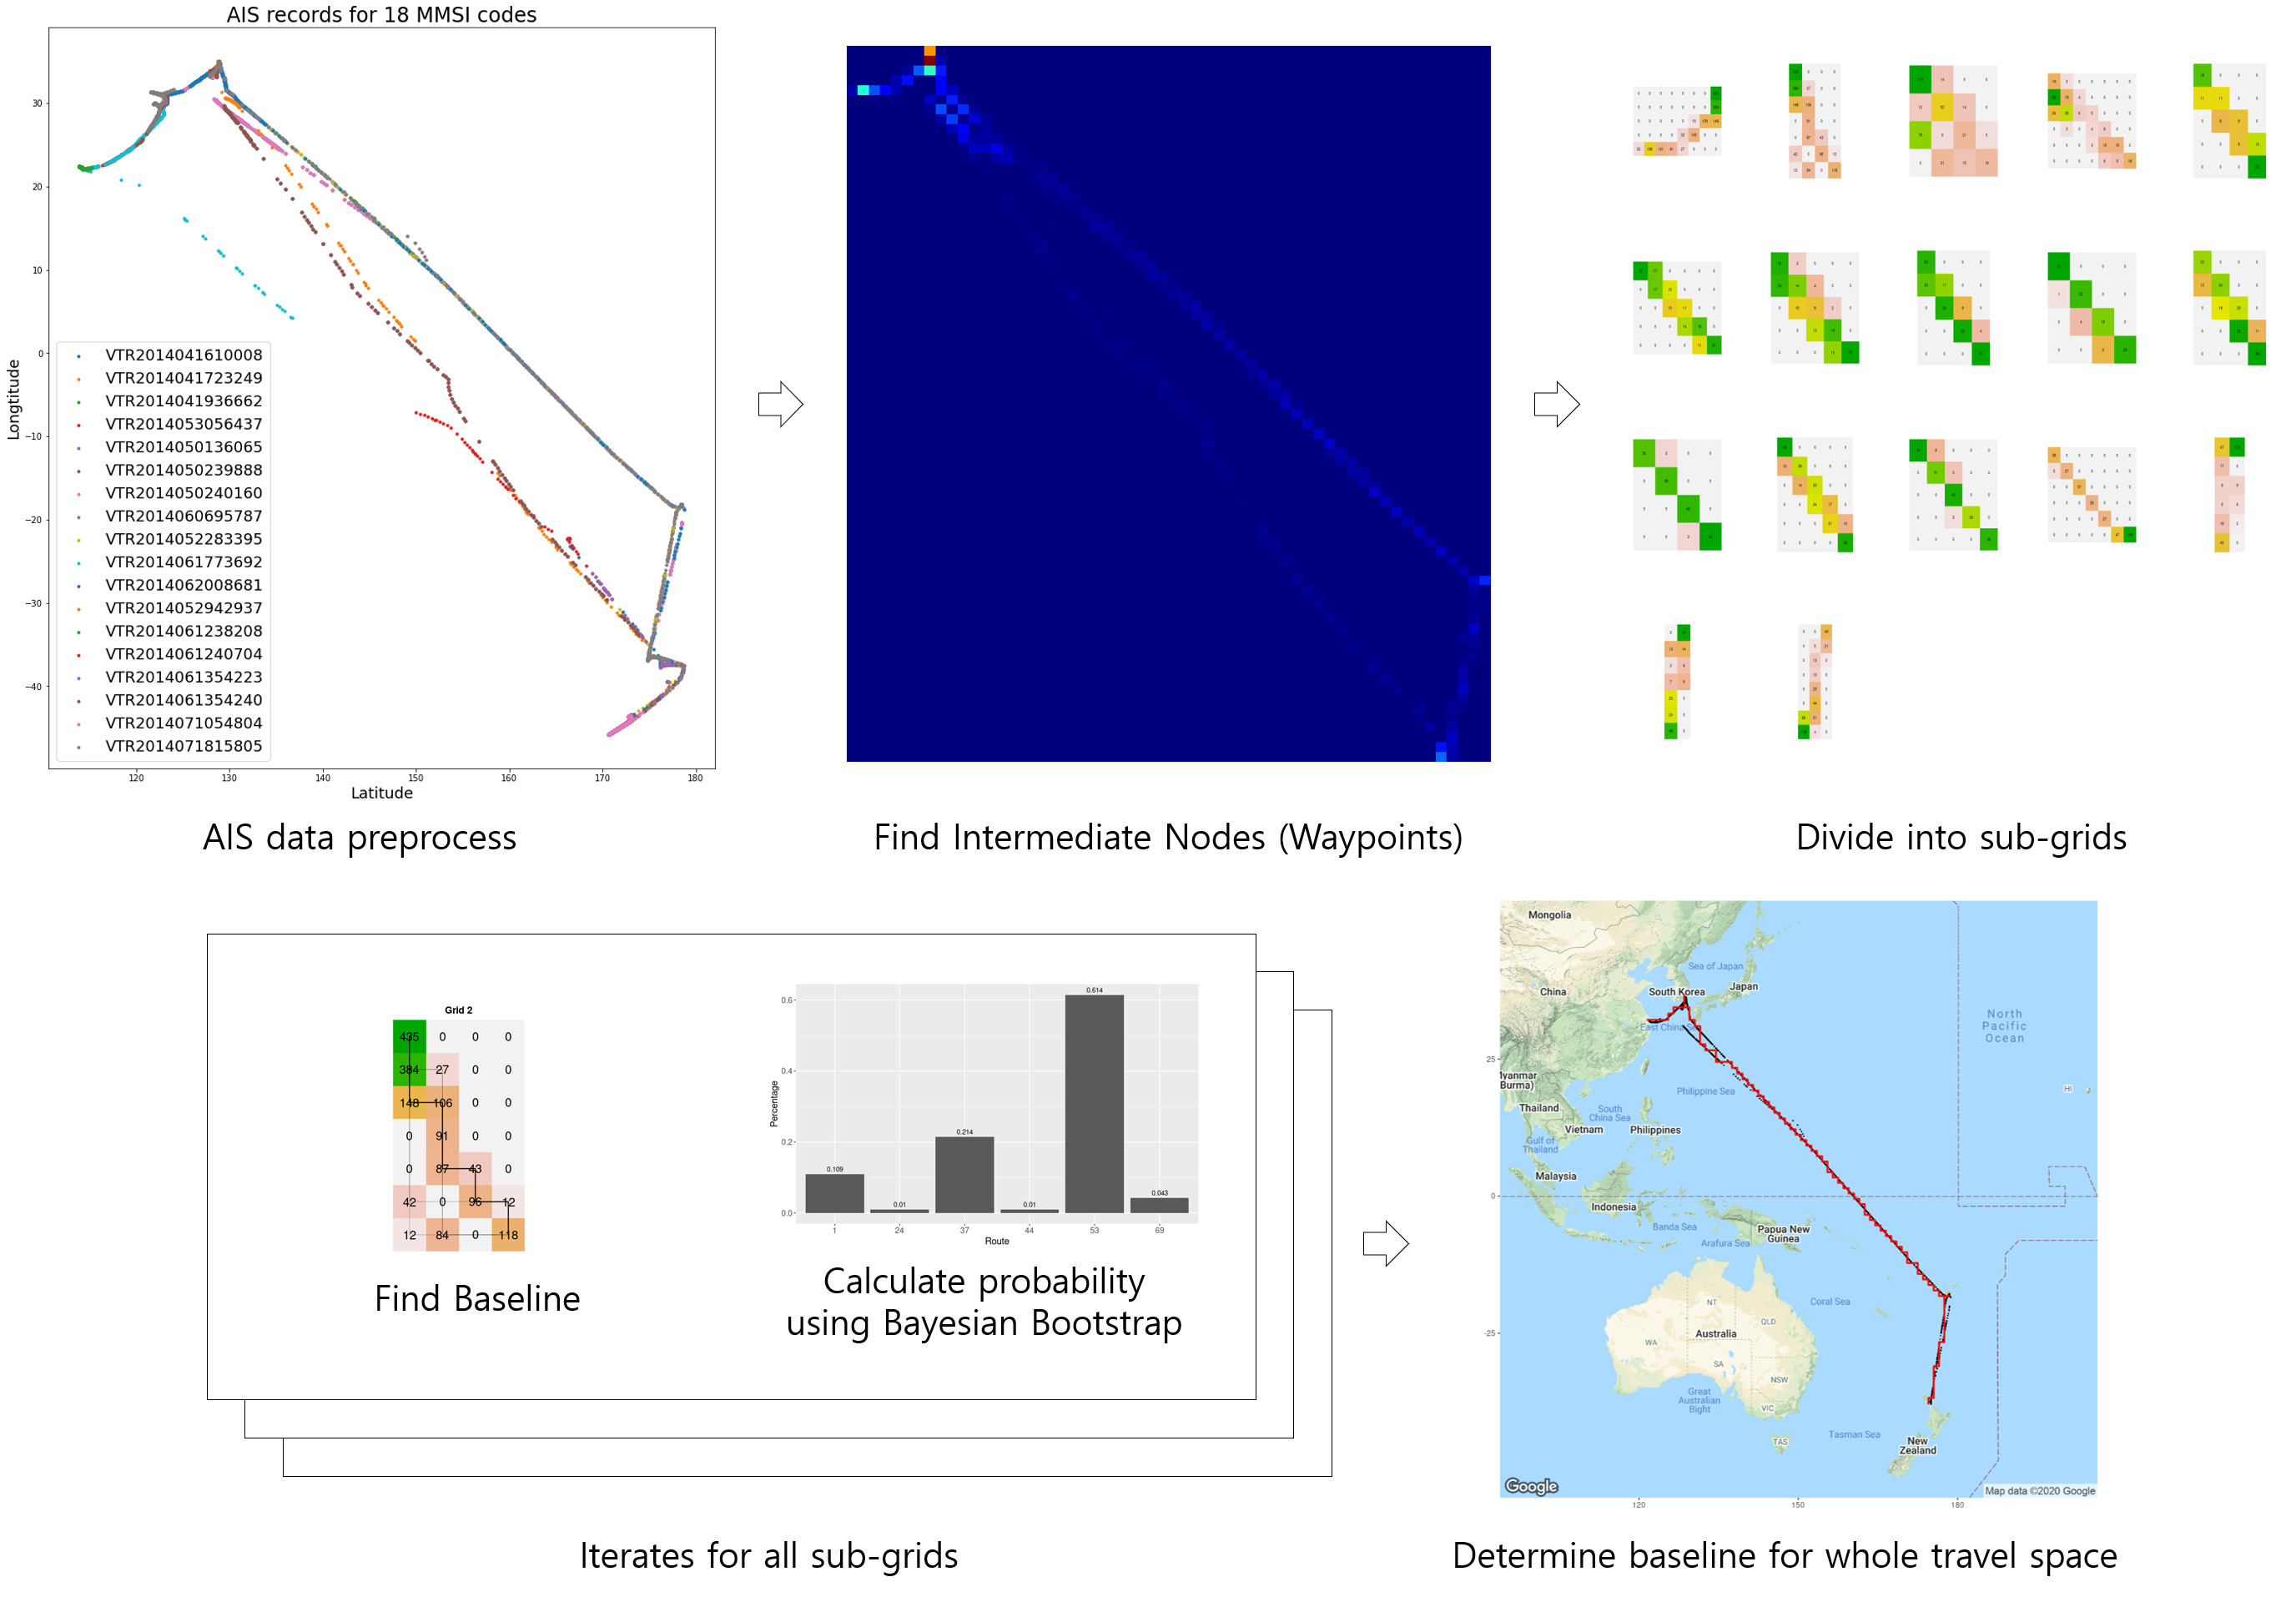 AIS records for 18 MMSI codes
30
20
10
0
−10
−20
−30
−40
Longtitude
VTR2014041610008
VTR2014041723249
VTR2014041936662
VTR2014053056437
VTR2014050136065
VTR2014050239888
VTR2014050240160
VTR2014060695787
VTR2014052283395
VTR2014061773692
VTR2014062008681
VTR2014052942937
VTR2014061238208
VTR2014061240704
VTR2014061354223
VTR2014061354240
VTR2014071054804
VTR2014071815805
120 130 140 150 160 170 180
Latitude
AIS data preprocess
Find Intermediate Nodes (Waypoints)
Divide into sub-grids
Grid 2
435 0 0 0
384 27 0 0
148 106 0 0
0 91 0 0
0 87 43 0
42 0 96 12
12 84 0 118
Find Baseline
Percentage
0.6
0.4
0.2
0.0
0.109
0.01
0.214
0.01
0.614
0.043
1 24 37 44 53 69
Route
Calculate probability
using Bayesian Bootstrap
Iterates for all sub-grids
Mongolia
Sea of Japan
China
South Korea
Japan
East China Sea
North
Pacific
Ocean
25
Myanmar
(Burma)
Philippine Sea
HI
Thailand
South
China Sea
Vietnam
Philippines
Gulf of
Thailand
Malaysia
0
Indonesia
Banda Sea
Papua New
Guinea
Arafura Sea
Coral Sea
NT
QLD
-25
Australia
WA
SA
NSW
Great
Australian
Bight
VIC
Tasman Sea
TAS
New
Zealand
Google
Map data ©2020 Google
120 150 180
Determine baseline for whole travel space